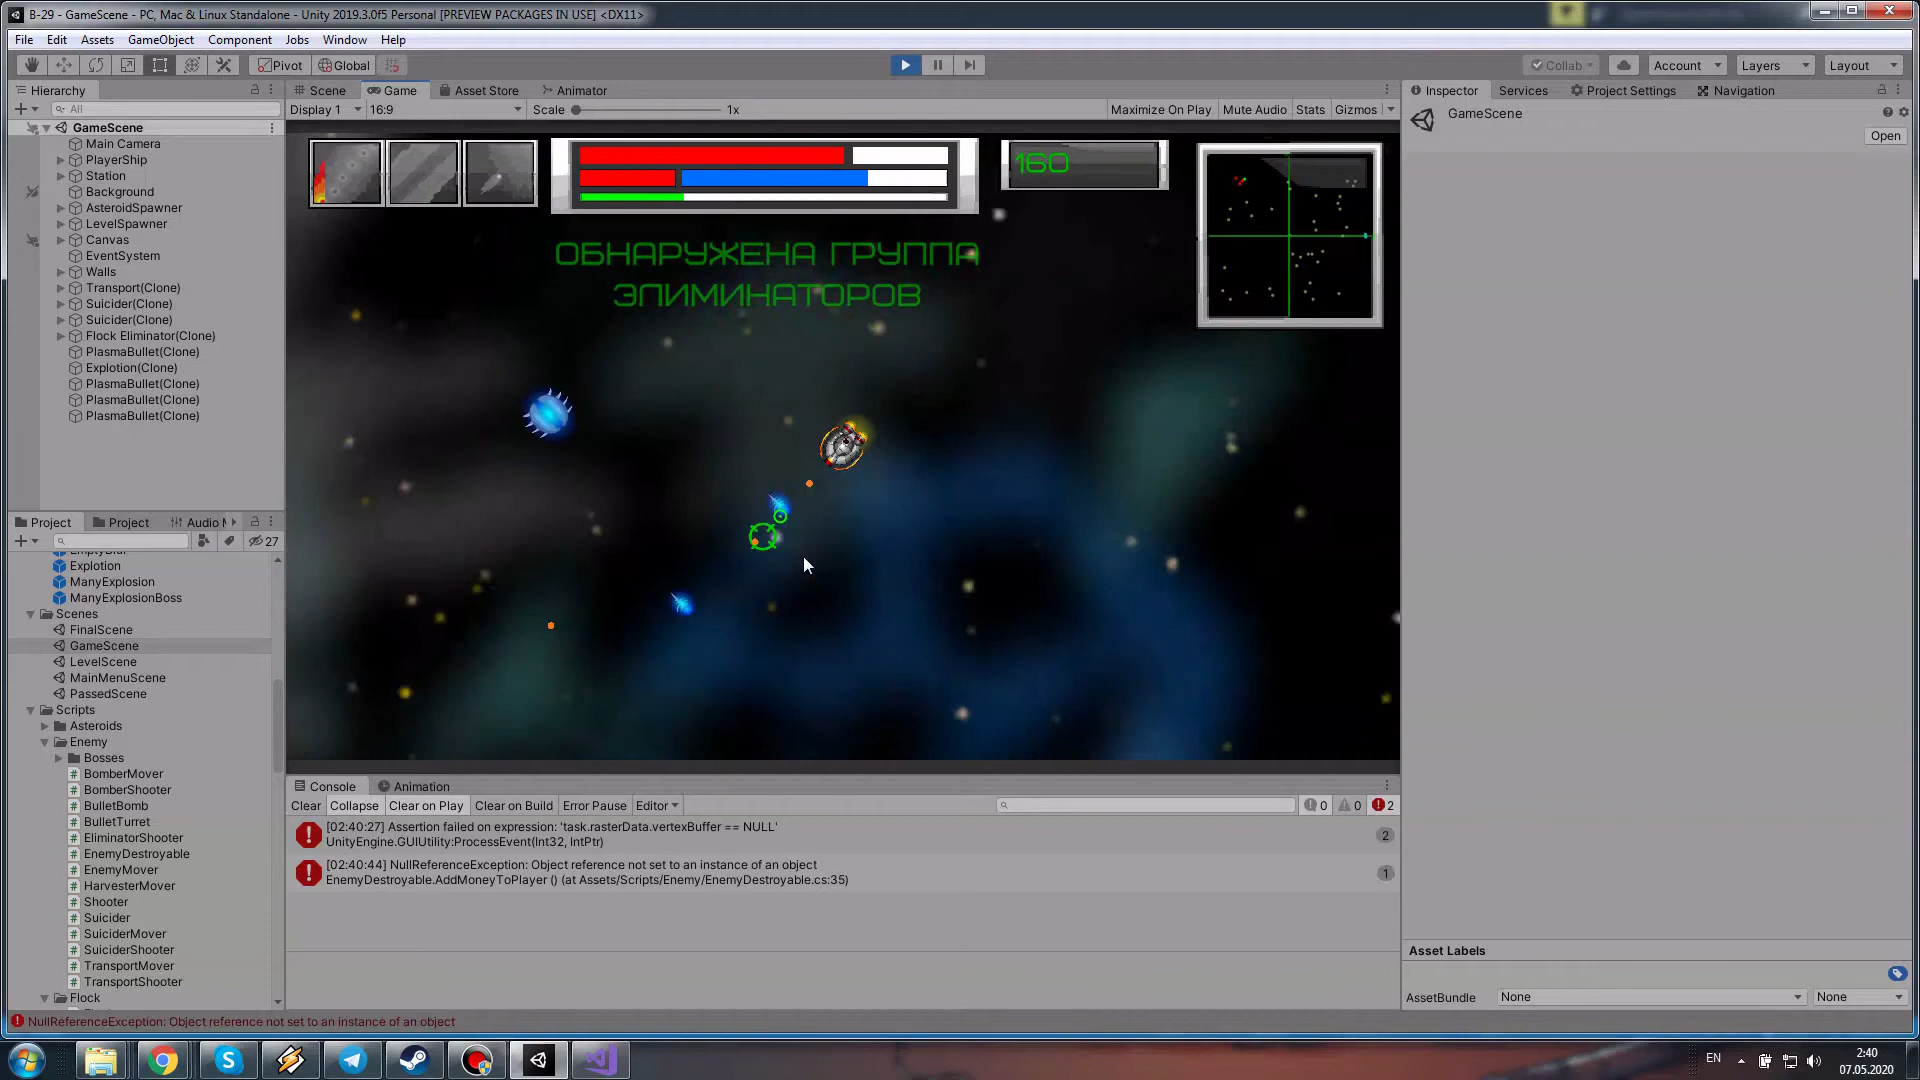 B-29 - GameScene - PC, Mac & Linux Standalone - Unity 2019.3.0f5 Personal [PREVIEW PACKAGES IN USE] <DX11>
File Edit Assets GameObject Component Jobs Window Help
Pivot Global Collab Account Layers Layout
Hierarchy
All
GameScene
Main Camera
PlayerShip
Station
Background
AsteroidSpawner
LevelSpawner
Canvas
EventSystem
Walls
Transport(Clone)
Suicider(Clone)
Suicider(Clone)
Flock Eliminator(Clone)
PlasmaBullet(Clone)
Explotion(Clone)
PlasmaBullet(Clone)
PlasmaBullet(Clone)
PlasmaBullet(Clone)
Scene Game Asset Store Animator
Display 1 16:9 Scale 1x Maximize On Play Mute Audio Stats Gizmos
160
ОБНАРУЖЕНА ГРУППА
ЭЛИМИНАТОРОВ
Inspector Services Project Settings Navigation
GameScene
Open
Project Project Audio M
27
Explotion
ManyExplosion
ManyExplosionBoss
Scenes
FinalScene
GameScene
LevelScene
MainMenuScene
PassedScene
Scripts
Asteroids
Enemy
Bosses
BomberMover
BomberShooter
BulletBomb
BulletTurret
EliminatorShooter
EnemyDestroyable
EnemyMover
HarvesterMover
Shooter
Suicider
SuiciderMover
SuiciderShooter
TransportMover
TransportShooter
Flock
Console Animation
Clear Collapse Clear on Play Clear on Build Error Pause Editor 0 0 2
[02:40:27] Assertion failed on expression: 'task.rasterData.vertexBuffer == NULL'
UnityEngine.GUIUtility:ProcessEvent(Int32, IntPtr)
2
[02:40:44] NullReferenceException: Object reference not set to an instance of an object
EnemyDestroyable.AddMoneyToPlayer () (at Assets/Scripts/Enemy/EnemyDestroyable.cs:35)
1
Asset Labels
AssetBundle None None
NullReferenceException: Object reference not set to an instance of an object
EN
2:40
07.05.2020